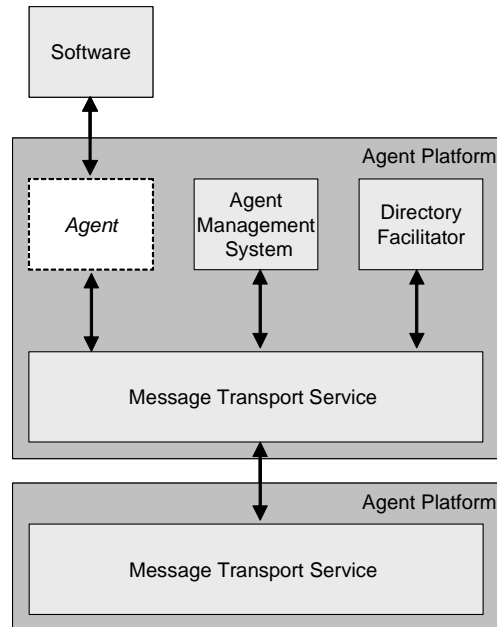 Software
Agent Platform
Agent
Agent
Management
System
Directory
Facilitator
Message Transport Service
Agent Platform
Message Transport Service